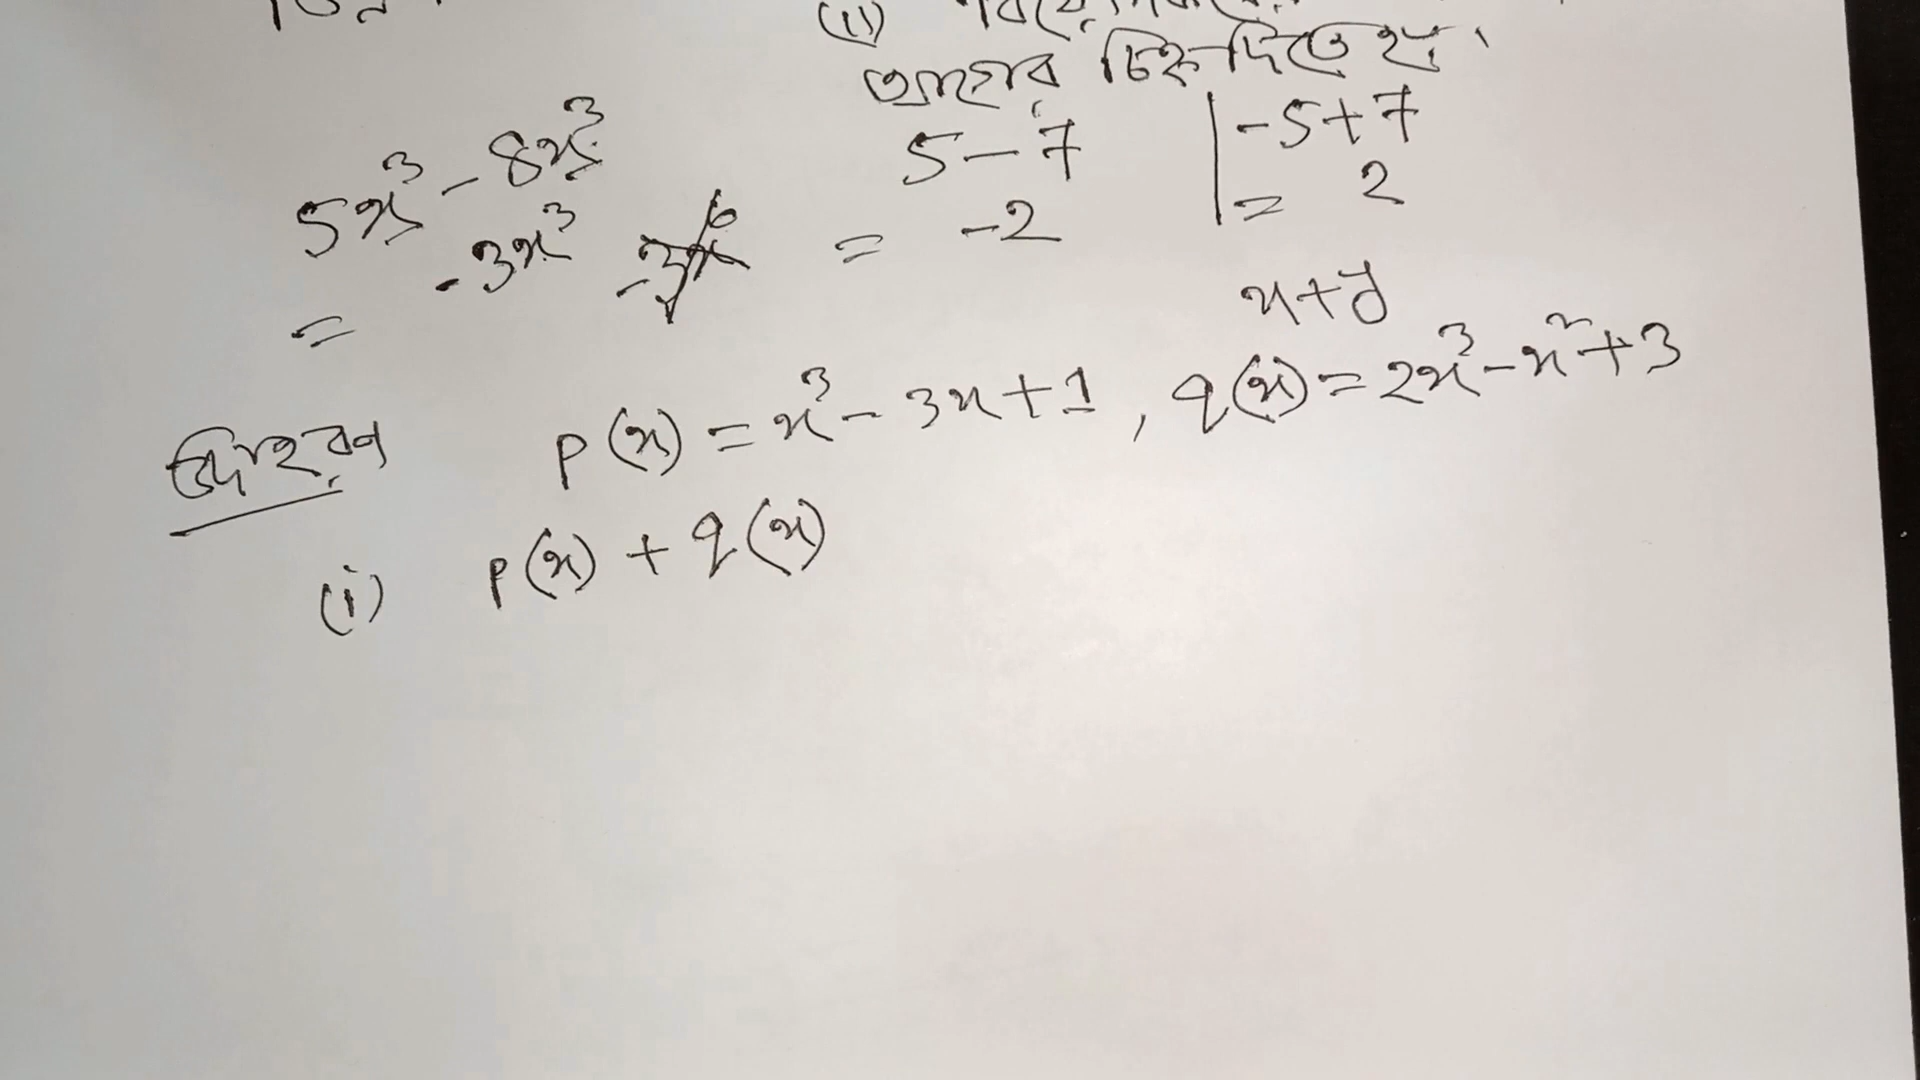 (ii)
আগের চিহ্ন দিতে হয়।
5x³ - 8x³
= -3x³
5 - 7
= -2
-5+7
= 2
x+y
উদাহরণ p(x) = x³ - 3x+1, q(x) = 2x³-x²+3
(i) p(x) + q(x)